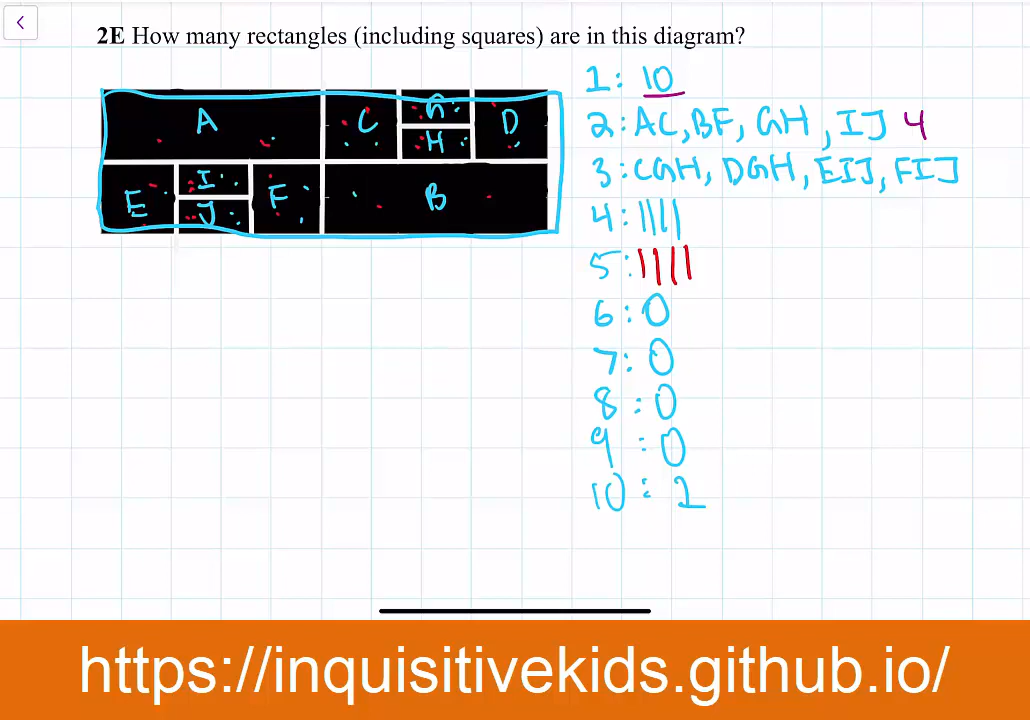 2E How many rectangles (including squares) are in this diagram?
A C G H D
E I J F B
1: 10
2: AC, BF, GH, IJ 4
3: CGH, DGH, EIJ, FIJ
4: ||||
5: ||||
6: 0
7: 0
8: 0
9: 0
10: 2
https://inquisitivekids.github.io/